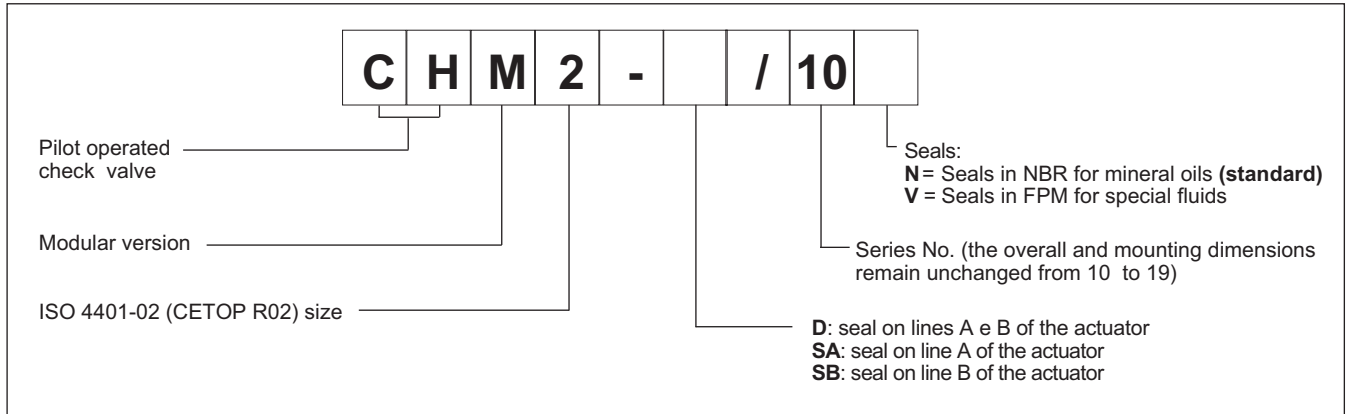 C H M 2 - / 10
Pilot operated
check valve
Seals:
N = Seals in NBR for mineral oils (standard)
V = Seals in FPM for special fluids
Modular version
Series No. (the overall and mounting dimensions
remain unchanged from 10 to 19)
ISO 4401-02 (CETOP R02) size
D: seal on lines A e B of the actuator
SA: seal on line A of the actuator
SB: seal on line B of the actuator